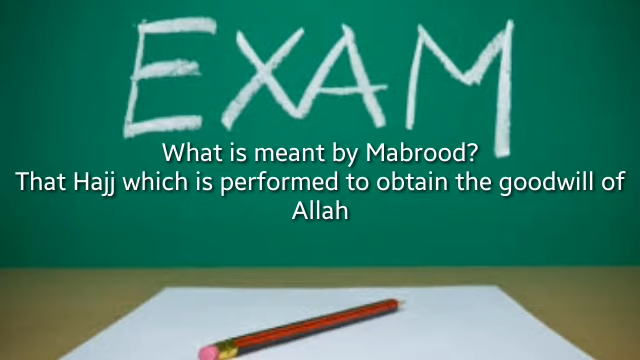 EXAM
What is meant by Mabrood?
That Hajj which is performed to obtain the goodwill of
Allah